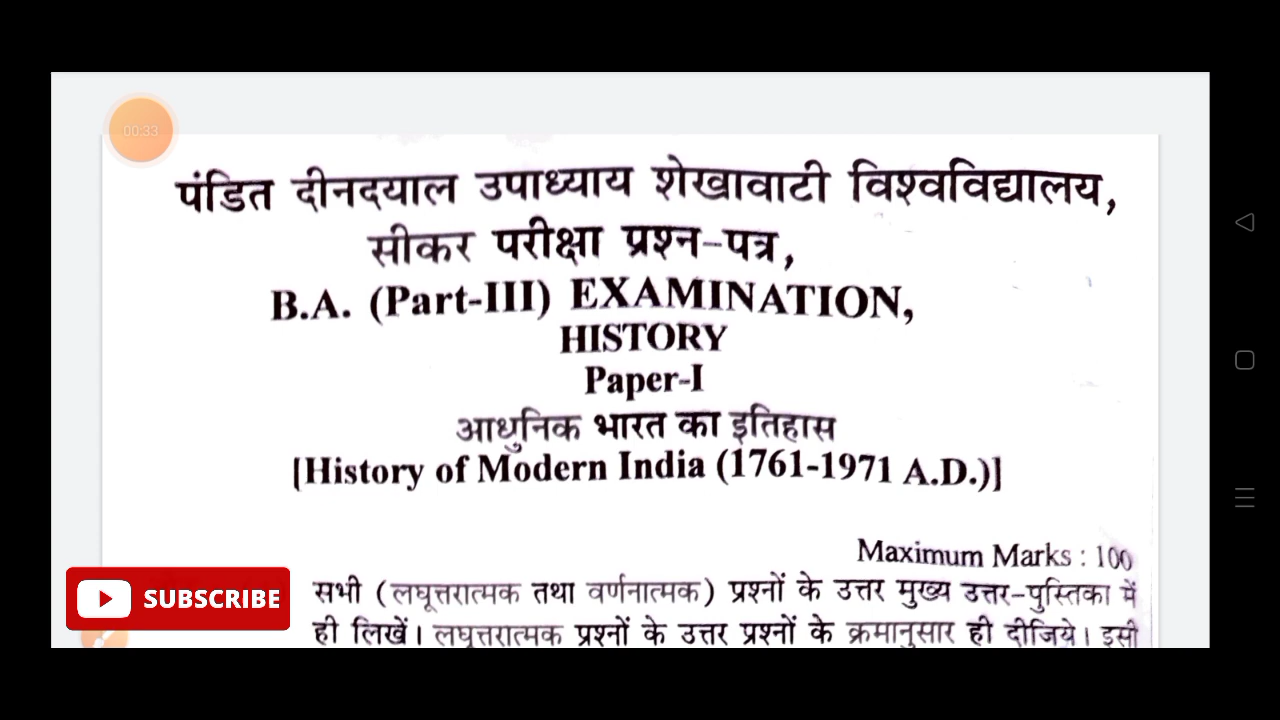 00:33
पंडित दीनदयाल उपाध्याय शेखावाटी विश्वविद्यालय,
सीकर परीक्षा प्रश्न-पत्र,
B.A. (Part-III) EXAMINATION,
HISTORY
Paper-I
आधुनिक भारत का इतिहास
[History of Modern India (1761-1971 A.D.)]
Maximum Marks : 100
सभी (लघूत्तरात्मक तथा वर्णनात्मक) प्रश्नों के उत्तर मुख्य उत्तर-पुस्तिका में
SUBSCRIBE
ही लिखें। लघूत्तरात्मक प्रश्नों के उत्तर प्रश्नों के क्रमानुसार ही दीजिये। इसी